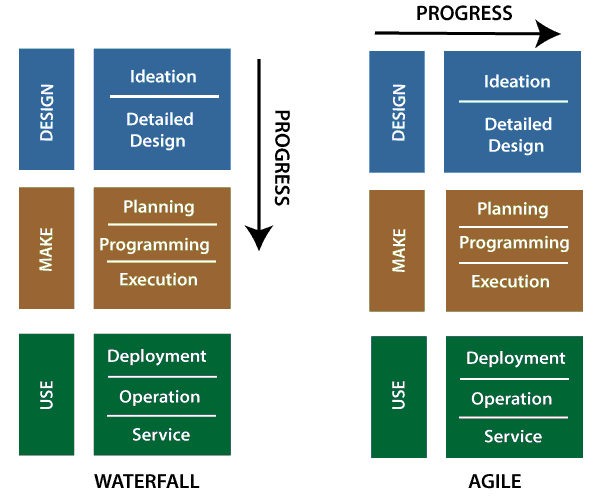 PROGRESS
DESIGN
Ideation
Detailed
Design
PROGRESS
MAKE
Planning
Programming
Execution
USE
Deployment
Operation
Service
WATERFALL
DESIGN
Ideation
Detailed
Design
MAKE
Planning
Programming
Execution
USE
Deployment
Operation
Service
AGILE